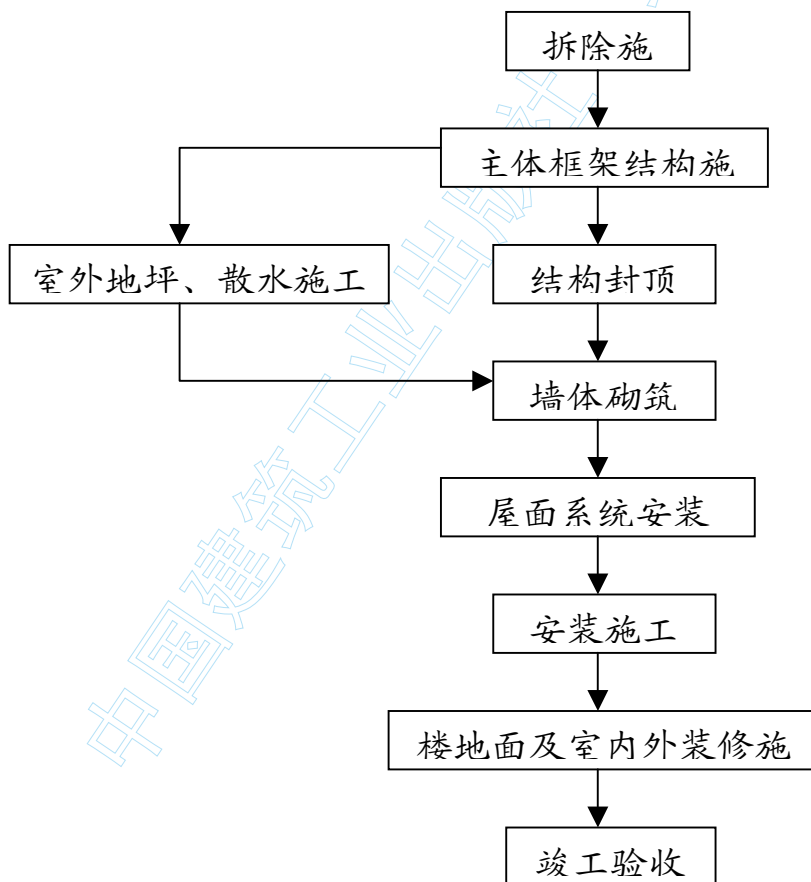 拆除施
主体框架结构施
室外地坪、散水施工
结构封顶
墙体砌筑
屋面系统安装
安装施工
楼地面及室内外装修施
竣工验收
中国建筑工业出版社